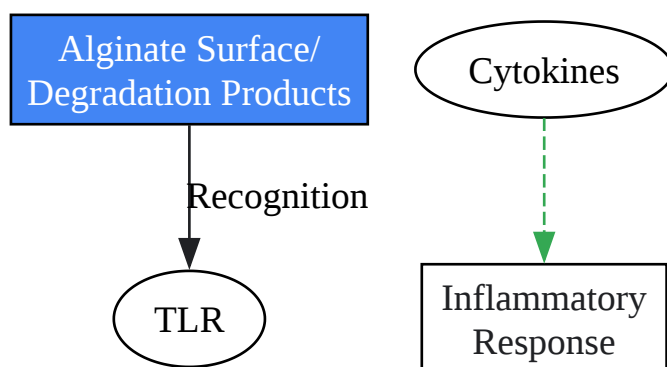 Alginate Surface/
Degradation Products
Cytokines
Recognition
TLR
Inflammatory
Response